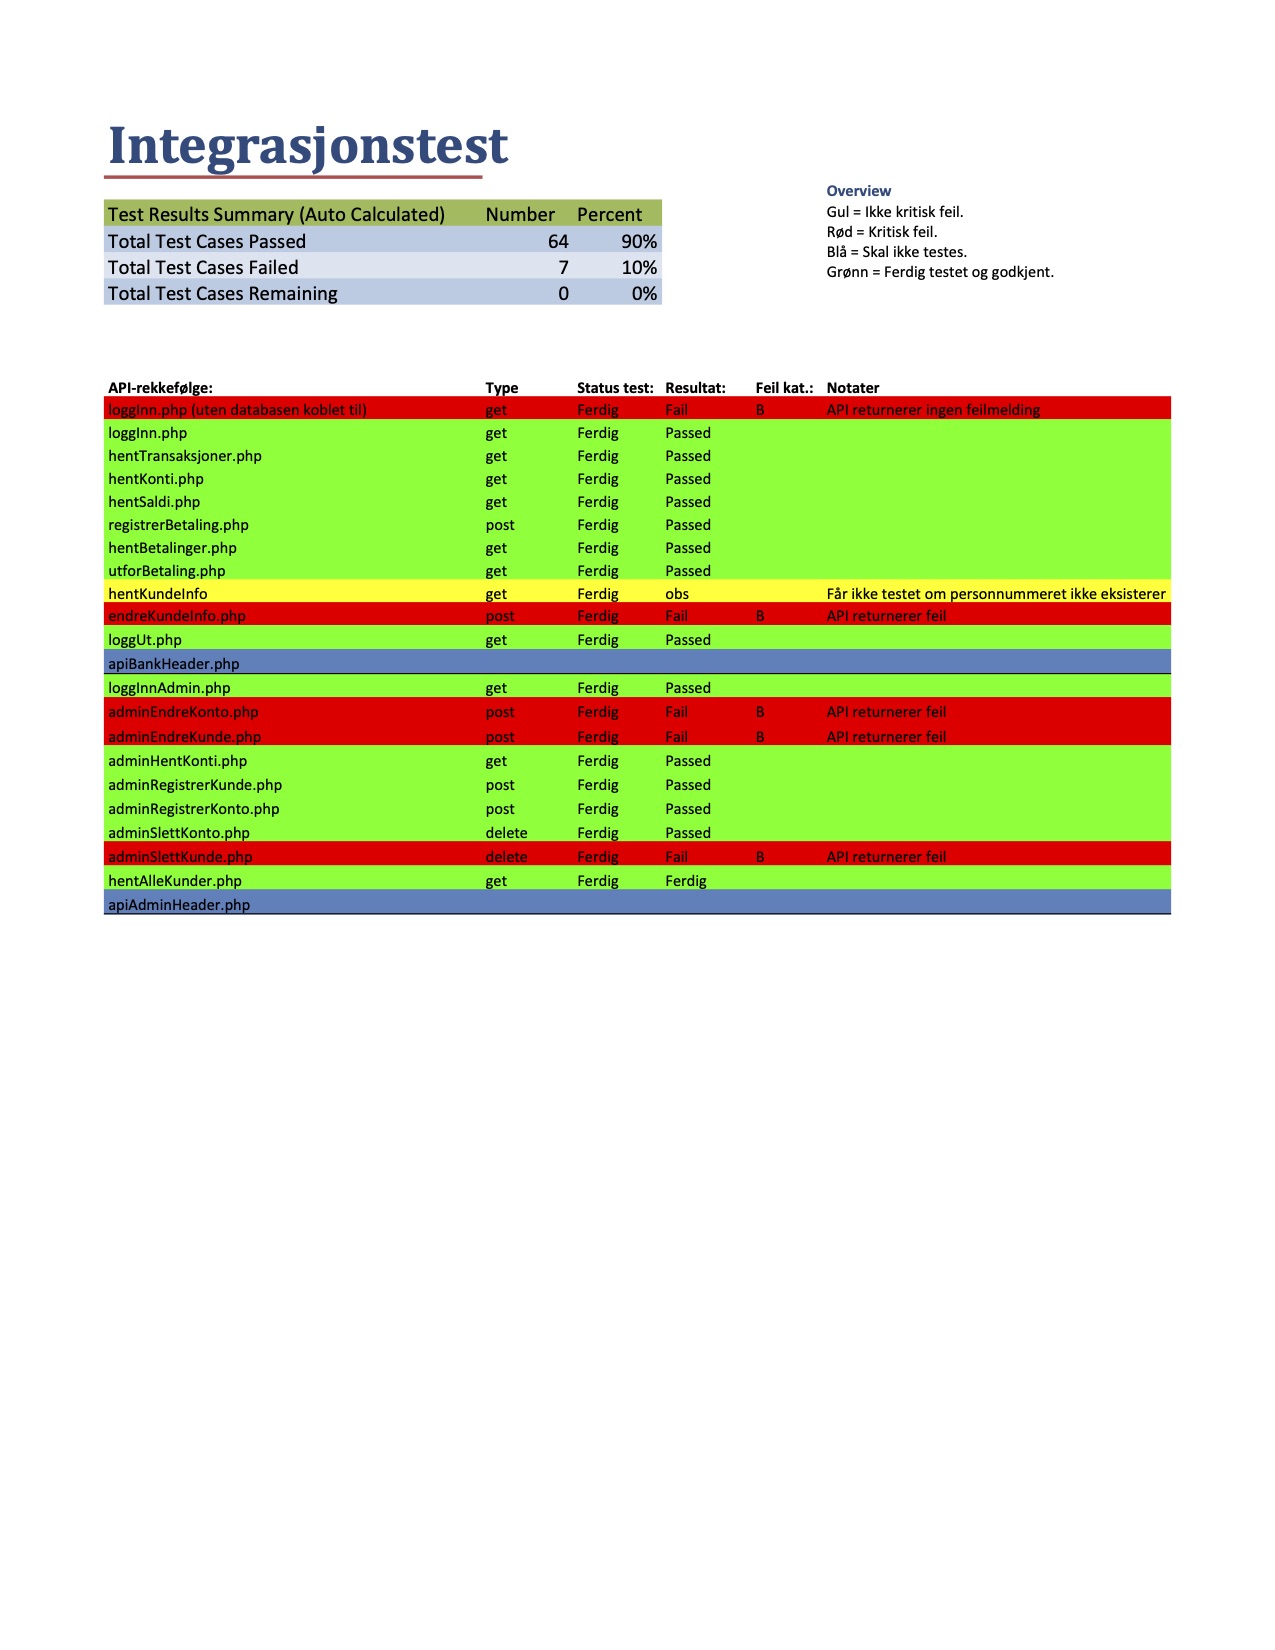 Integrasjonstest
Overview
Gul = Ikke kritisk feil.
Rød = Kritisk feil.
Blå = Skal ikke testes.
Grønn = Ferdig testet og godkjent.
Test Results Summary (Auto Calculated) Number Percent
Total Test Cases Passed 64 90%
Total Test Cases Failed 7 10%
Total Test Cases Remaining 0 0%
API-rekkefølge: Type Status test: Resultat: Feil kat.: Notater
loggInn.php (uten databasen koblet til) get Ferdig Fail B API returnerer ingen feilmelding
loggInn.php get Ferdig Passed
hentTransaksjoner.php get Ferdig Passed
hentKonti.php get Ferdig Passed
hentSaldi.php get Ferdig Passed
registrerBetaling.php post Ferdig Passed
hentBetalinger.php get Ferdig Passed
utforBetaling.php get Ferdig Passed
hentKundeInfo get Ferdig obs Får ikke testet om personnummeret ikke eksisterer
endreKundeInfo.php post Ferdig Fail B API returnerer feil
loggUt.php get Ferdig Passed
apiBankHeader.php
loggInnAdmin.php get Ferdig Passed
adminEndreKonto.php post Ferdig Fail B API returnerer feil
adminEndreKunde.php post Ferdig Fail B API returnerer feil
adminHentKonti.php get Ferdig Passed
adminRegistrerKunde.php post Ferdig Passed
adminRegistrerKonto.php post Ferdig Passed
adminSlettKonto.php delete Ferdig Passed
adminSlettKunde.php delete Ferdig Fail B API returnerer feil
hentAlleKunder.php get Ferdig Ferdig
apiAdminHeader.php